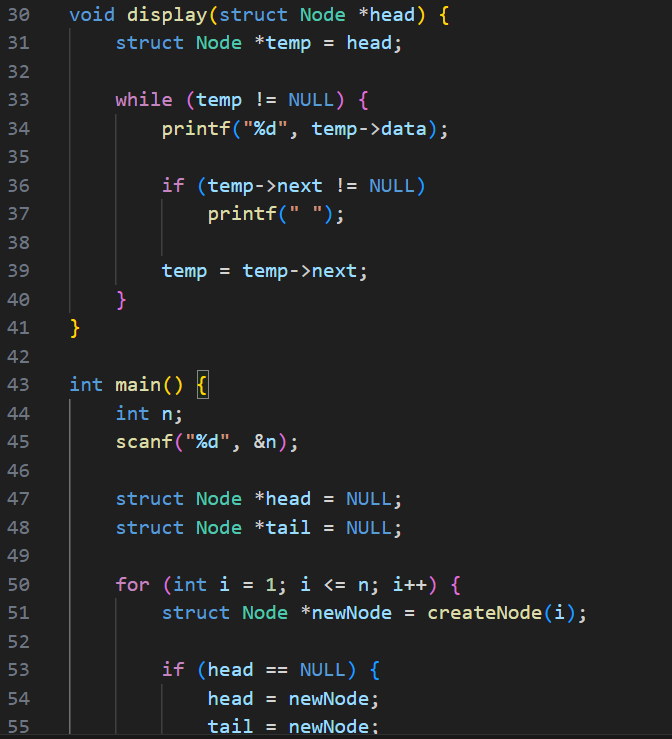 30 void display(struct Node *head) {
31     struct Node *temp = head;
32
33     while (temp != NULL) {
34         printf("%d", temp->data);
35
36         if (temp->next != NULL)
37             printf(" ");
38
39         temp = temp->next;
40     }
41 }
42
43 int main() {
44     int n;
45     scanf("%d", &n);
46
47     struct Node *head = NULL;
48     struct Node *tail = NULL;
49
50     for (int i = 1; i <= n; i++) {
51         struct Node *newNode = createNode(i);
52
53         if (head == NULL) {
54             head = newNode;
55             tail = newNode;